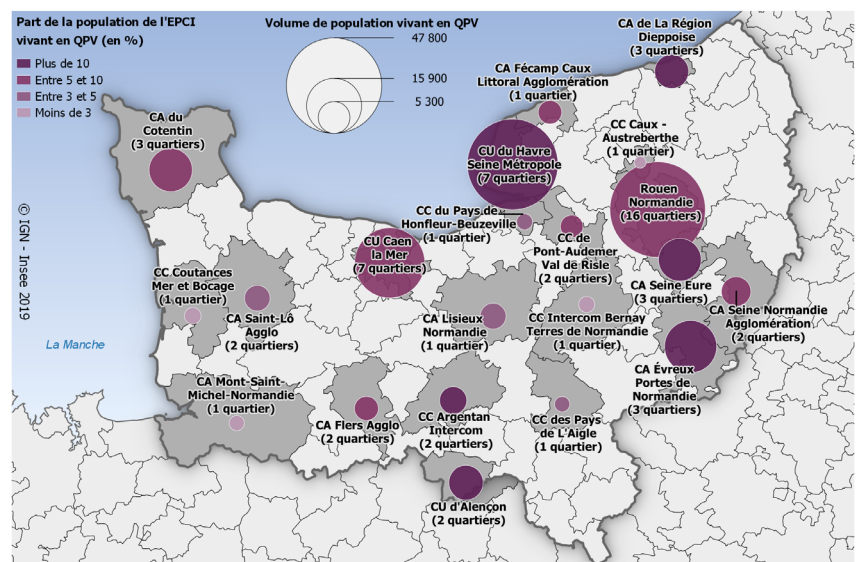 Part de la population de l'EPCI
vivant en QPV (en %)
Plus de 10
Entre 5 et 10
Entre 3 et 5
Moins de 3
Volume de population vivant en QPV
47 800
15 900
5 300
CA de La Région
Dieppoise
(3 quartiers)
CA Fécamp Caux
Littoral Agglomération
(1 quartier)
CA du
Cotentin
(3 quartiers)
CC Caux -
Austreberthe
(1 quartier)
CU du Havre
Seine Métropole
(7 quartiers)
Rouen
Normandie
(16 quartiers)
CC du Pays de
Honfleur-Beuzeville
(1 quartier)
CC de
Pont-Audemer
Val de Risle
(2 quartiers)
CU Caen
la Mer
(7 quartiers)
CC Coutances
Mer et Bocage
(1 quartier)
CA Saint-Lô
Agglo
(2 quartiers)
CA Lisieux
Normandie
(1 quartier)
CC Intercom Bernay
Terres de Normandie
(1 quartier)
CA Seine Eure
(3 quartiers)
CA Seine Normandie
Agglomération
(2 quartiers)
La Manche
CA Mont-Saint-
Michel-Normandie
(1 quartier)
CA Flers Agglo
(2 quartiers)
CC Argentan
Intercom
(2 quartiers)
CC des Pays
de L'Aigle
(1 quartier)
CA Évreux
Portes de
Normandie
(3 quartiers)
CU d'Alençon
(2 quartiers)
© IGN - Insee 2019